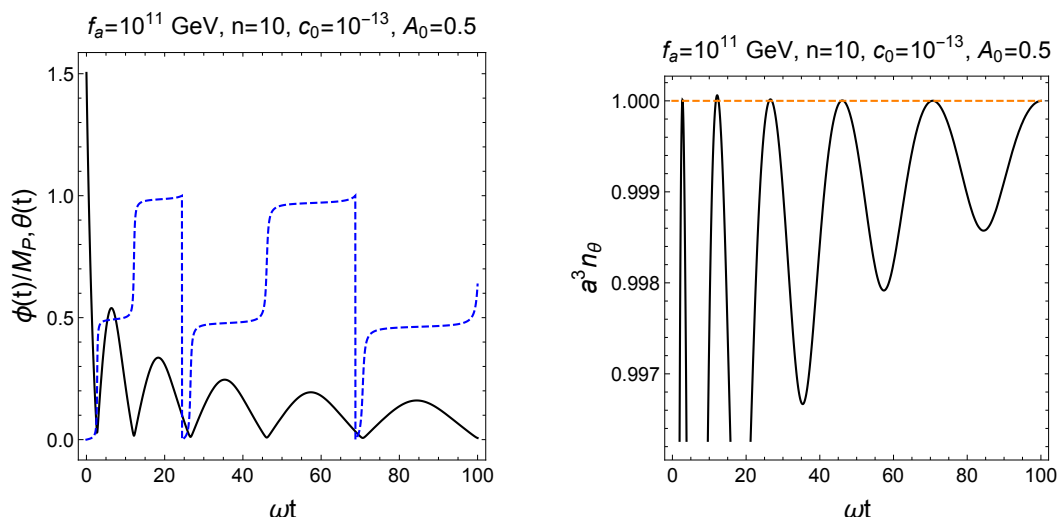 f_a=10^11 GeV, n=10, c_0=10^−13, A_0=0.5
1.5
1.0
0.5
0.0
ϕ(t)/M_P, θ(t)
0 20 40 60 80 100
ωt
f_a=10^11 GeV, n=10, c_0=10^−13, A_0=0.5
1.000
0.999
0.998
0.997
a^3 n_θ
0 20 40 60 80 100
ωt